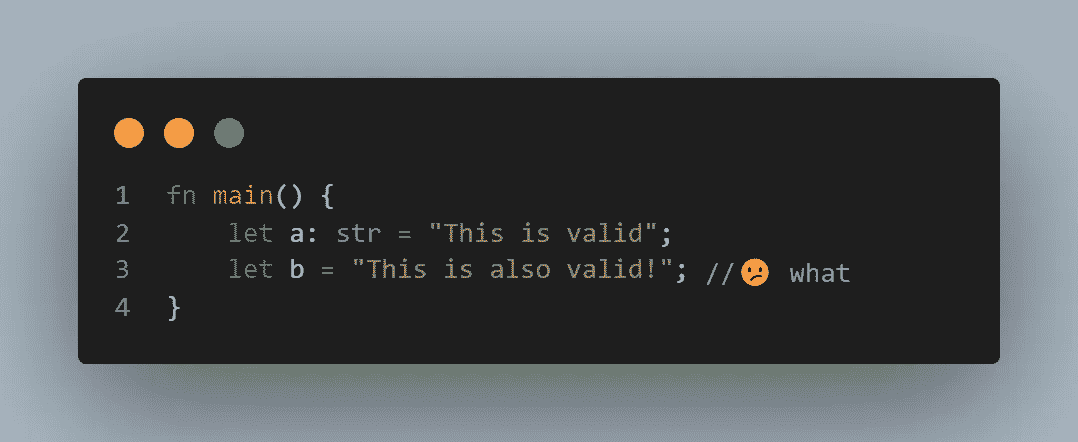 1 fn main() {
2 let a: str = "This is valid";
3 let b = "This is also valid!"; //😕 what
4 }